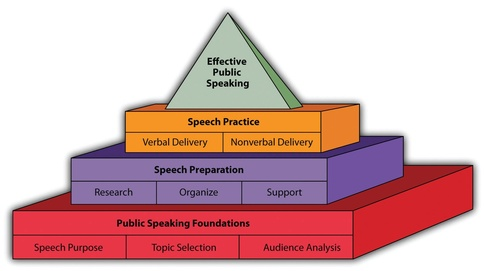 Effective
Public
Speaking
Speech Practice
Verbal Delivery Nonverbal Delivery
Speech Preparation
Research Organize Support
Public Speaking Foundations
Speech Purpose Topic Selection Audience Analysis